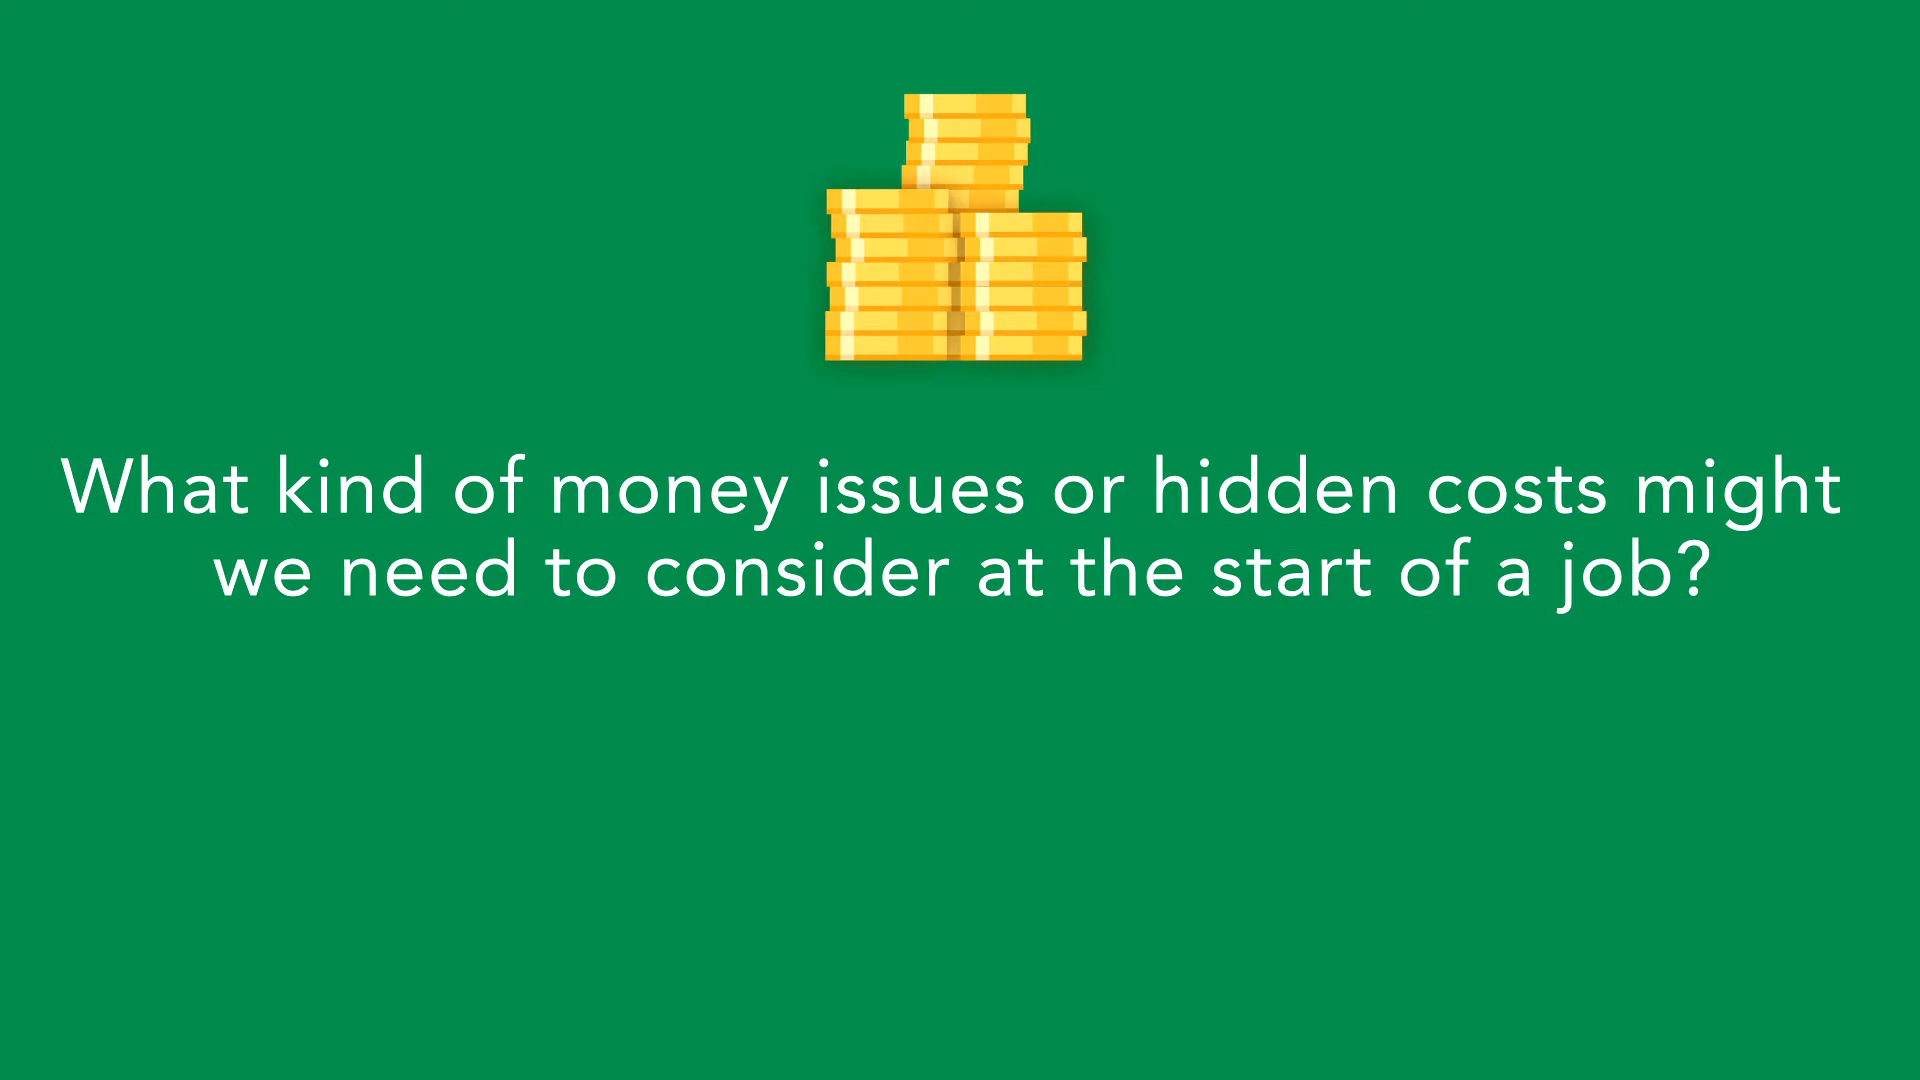 What kind of money issues or hidden costs might
we need to consider at the start of a job?